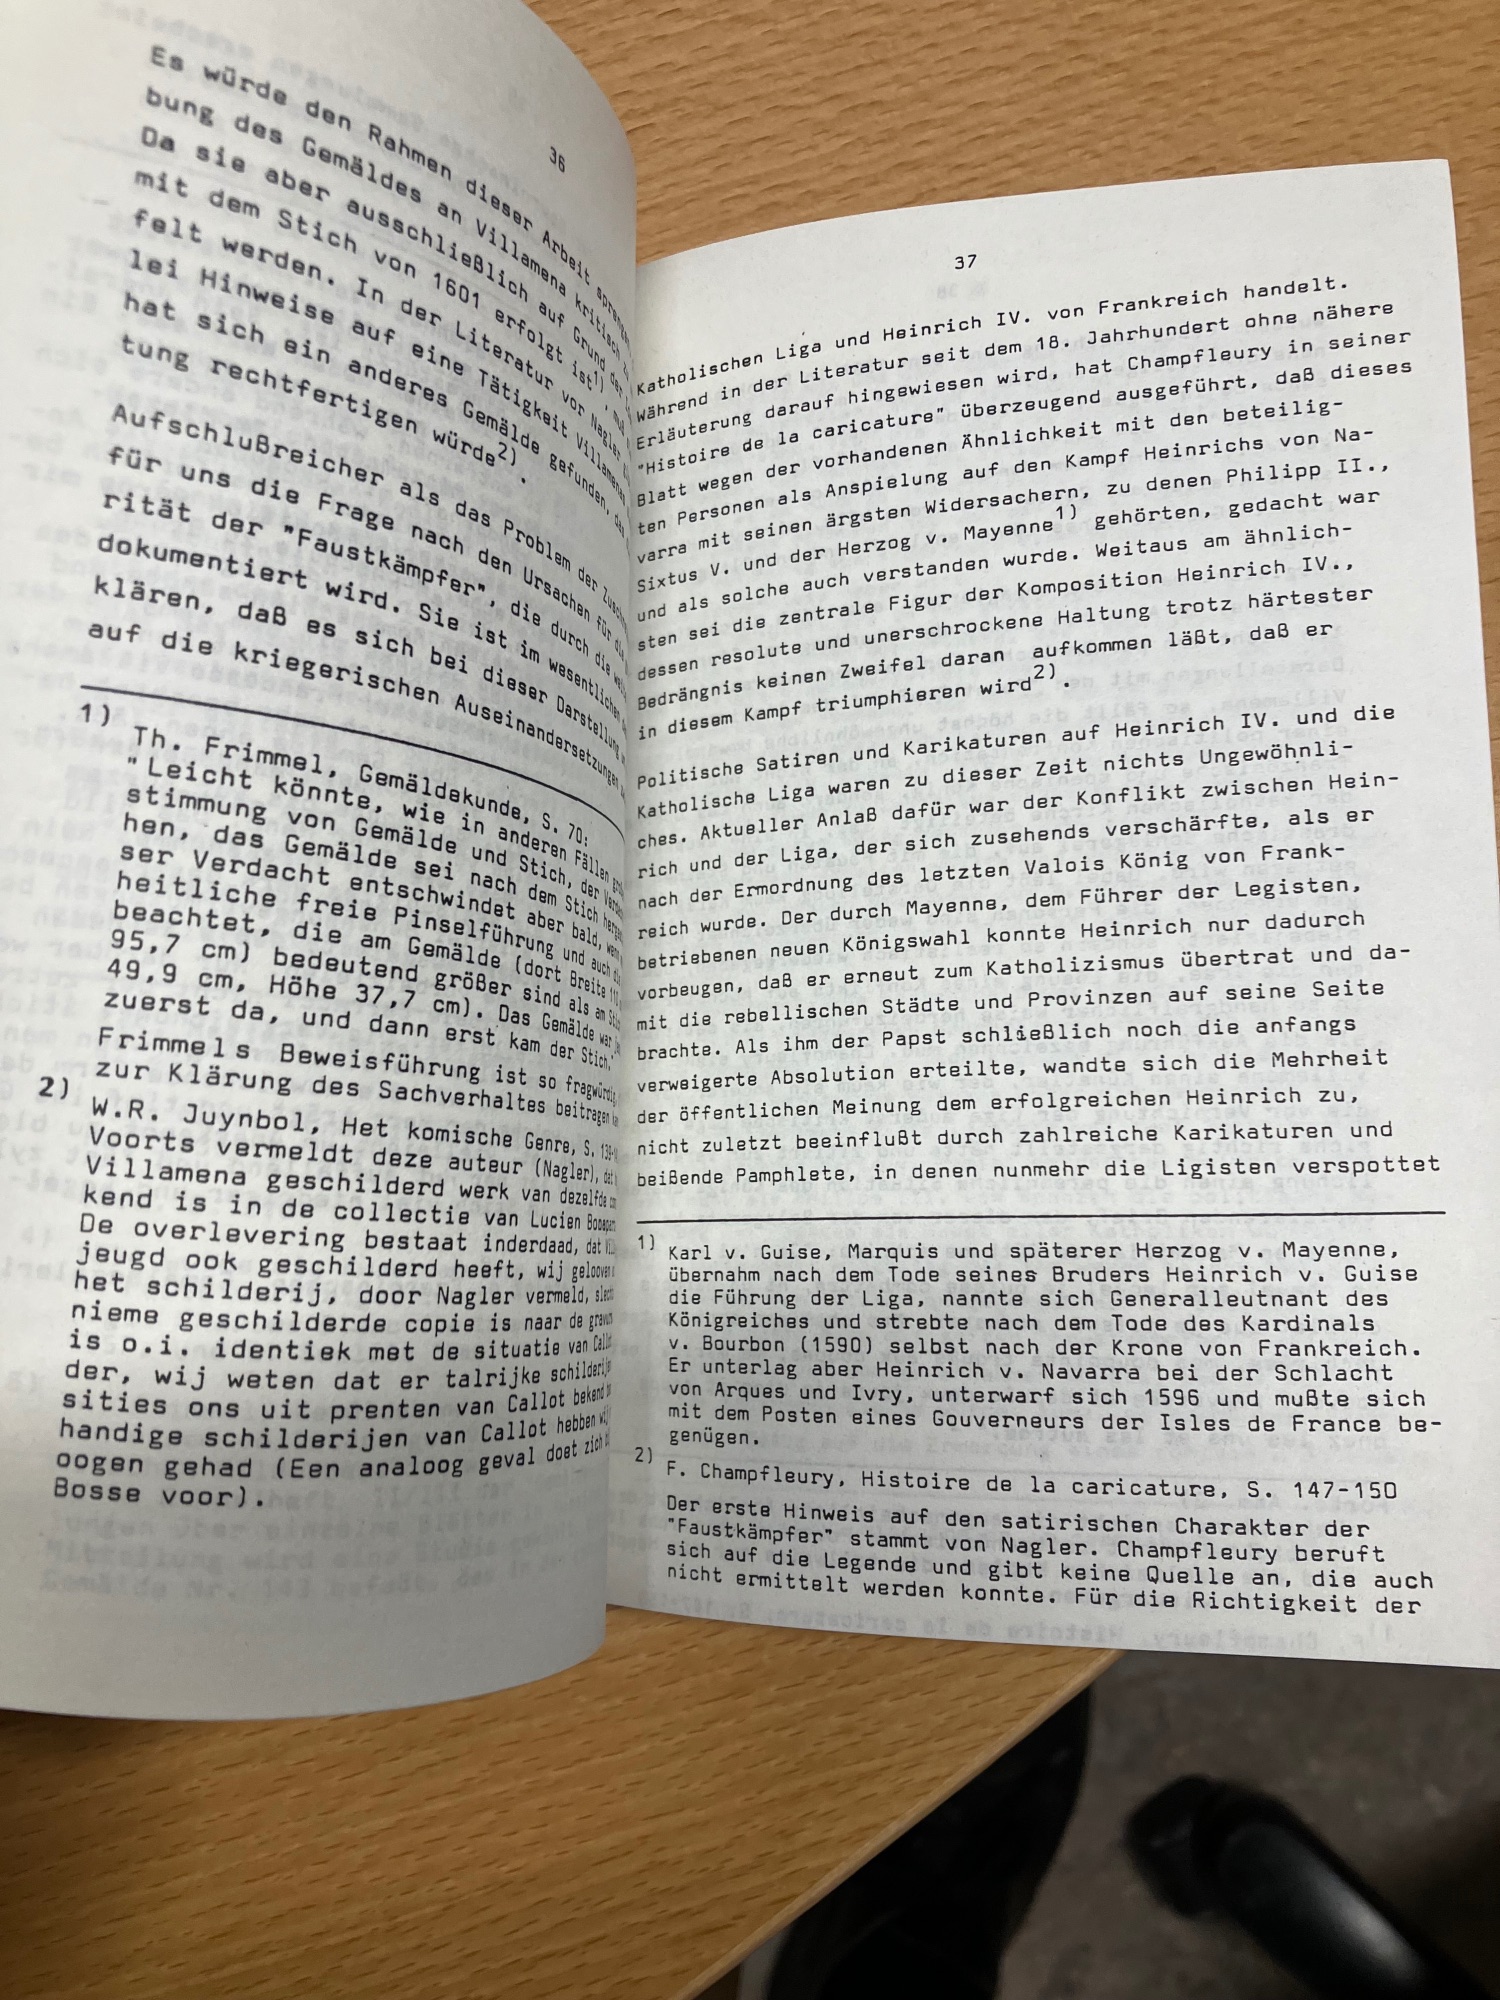 36
Es würde den Rahmen dieser Arbeit sprengen
bung des Gemäldes an Villamena kritisch
Da sie aber ausschließlich auf Grund der
mit dem Stich von 1601 erfolgt ist1), muß
felt werden. In der Literatur vor Nagler
lei Hinweise auf eine Tätigkeit Villamenas
hat sich ein anderes Gemälde gefunden, das
tung rechtfertigen würde2).
Aufschlußreicher als das Problem der
für uns die Frage nach den Ursachen für die
rität der "Faustkämpfer", die durch die
dokumentiert wird. Sie ist im wesentlichen
klären, daß es sich bei dieser Darstellung
auf die kriegerischen Auseinandersetzungen
1)
Th. Frimmel, Gemäldekunde, S. 70:
"Leicht könnte, wie in anderen Fällen
stimmung von Gemälde und Stich, der
hen, das Gemälde sei nach dem Stich
ser Verdacht entschwindet aber bald,
heitliche freie Pinselführung und auch
beachtet, die am Gemälde (dort Breite
95,7 cm) bedeutend größer sind als am
49,9 cm, Höhe 37,7 cm). Das Gemälde war
zuerst da, und dann erst kam der Stich."
Frimmels Beweisführung ist so fragwürdig,
zur Klärung des Sachverhaltes beitragen
2)
W.R. Juynbol, Het komische Genre, S.
Voorts vermeldt deze auteur (Nagler), dat
Villamena geschilderd werk van dezelfde
kend is in de collectie van Lucien
De overlevering bestaat inderdaad, dat
jeugd ook geschilderd heeft, wij gelooven
het schilderij, door Nagler vermeld,
nieme geschilderde copie is naar de
is o.i. identiek met de situatie van
der, wij weten dat er talrijke
sities ons uit prenten van Callot bekend
handige schilderijen van Callot hebben
oogen gehad (Een analoog geval doet zich
Bosse voor).
37
Katholischen Liga und Heinrich IV. von Frankreich handelt.
Während in der Literatur seit dem 18. Jahrhundert ohne nähere
Erläuterung darauf hingewiesen wird, hat Champfleury in seiner
"Histoire de la caricature" überzeugend ausgeführt, daß dieses
Blatt wegen der vorhandenen Ähnlichkeit mit den beteilig-
ten Personen als Anspielung auf den Kampf Heinrichs von Na-
varra mit seinen ärgsten Widersachern, zu denen Philipp II.,
Sixtus V. und der Herzog v. Mayenne1) gehörten, gedacht war
und als solche auch verstanden wurde. Weitaus am ähnlich-
sten sei die zentrale Figur der Komposition Heinrich IV.,
dessen resolute und unerschrockene Haltung trotz härtester
Bedrängnis keinen Zweifel daran aufkommen läßt, daß er
in diesem Kampf triumphieren wird2).
Politische Satiren und Karikaturen auf Heinrich IV. und die
Katholische Liga waren zu dieser Zeit nichts Ungewöhnli-
ches. Aktueller Anlaß dafür war der Konflikt zwischen Hein-
rich und der Liga, der sich zusehends verschärfte, als er
nach der Ermordnung des letzten Valois König von Frank-
reich wurde. Der durch Mayenne, dem Führer der Legisten,
betriebenen neuen Königswahl konnte Heinrich nur dadurch
vorbeugen, daß er erneut zum Katholizismus übertrat und da-
mit die rebellischen Städte und Provinzen auf seine Seite
brachte. Als ihm der Papst schließlich noch die anfangs
verweigerte Absolution erteilte, wandte sich die Mehrheit
der öffentlichen Meinung dem erfolgreichen Heinrich zu,
nicht zuletzt beeinflußt durch zahlreiche Karikaturen und
beißende Pamphlete, in denen nunmehr die Ligisten verspottet
1)
Karl v. Guise, Marquis und späterer Herzog v. Mayenne,
übernahm nach dem Tode seines Bruders Heinrich v. Guise
die Führung der Liga, nannte sich Generalleutnant des
Königreiches und strebte nach dem Tode des Kardinals
v. Bourbon (1590) selbst nach der Krone von Frankreich.
Er unterlag aber Heinrich v. Navarra bei der Schlacht
von Arques und Ivry, unterwarf sich 1596 und mußte sich
mit dem Posten eines Gouverneurs der Isles de France be-
genügen.
2)
F. Champfleury, Histoire de la caricature, S. 147-150
Der erste Hinweis auf den satirischen Charakter der
"Faustkämpfer" stammt von Nagler. Champfleury beruft
sich auf die Legende und gibt keine Quelle an, die auch
nicht ermittelt werden konnte. Für die Richtigkeit der